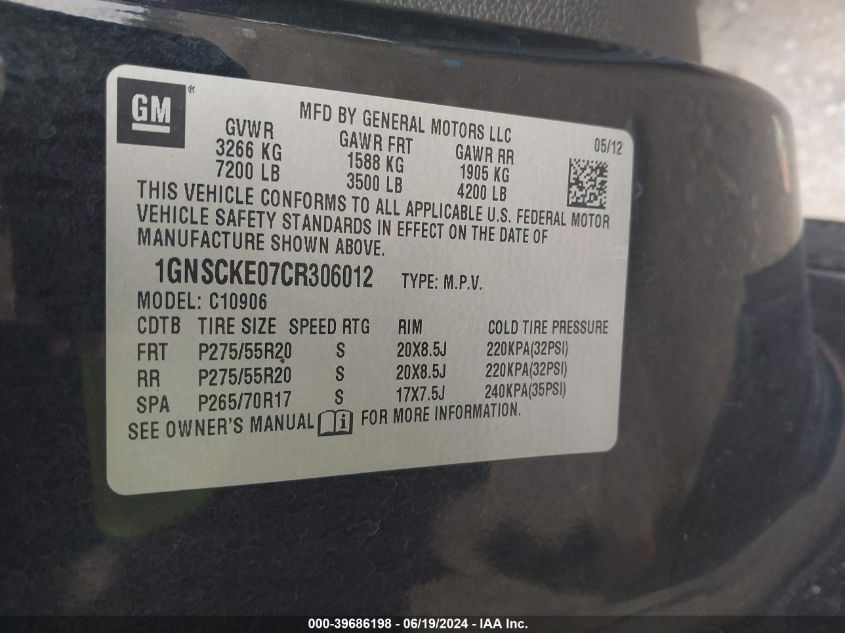 GM ®
MFD BY GENERAL MOTORS LLC
05/12
GVWR GAWR FRT GAWR RR
3266 KG 1588 KG 1905 KG
7200 LB 3500 LB 4200 LB
THIS VEHICLE CONFORMS TO ALL APPLICABLE U.S. FEDERAL MOTOR
VEHICLE SAFETY STANDARDS IN EFFECT ON THE DATE OF
MANUFACTURE SHOWN ABOVE.
1GNSCKE07CR306012 TYPE: M.P.V.
MODEL: C10906
CDTB TIRE SIZE SPEED RTG RIM COLD TIRE PRESSURE
FRT P275/55R20 S 20X8.5J 220KPA(32PSI)
RR P275/55R20 S 20X8.5J 220KPA(32PSI)
SPA P265/70R17 S 17X7.5J 240KPA(35PSI)
SEE OWNER'S MANUAL i FOR MORE INFORMATION.
000-39686198 - 06/19/2024 - IAA Inc.